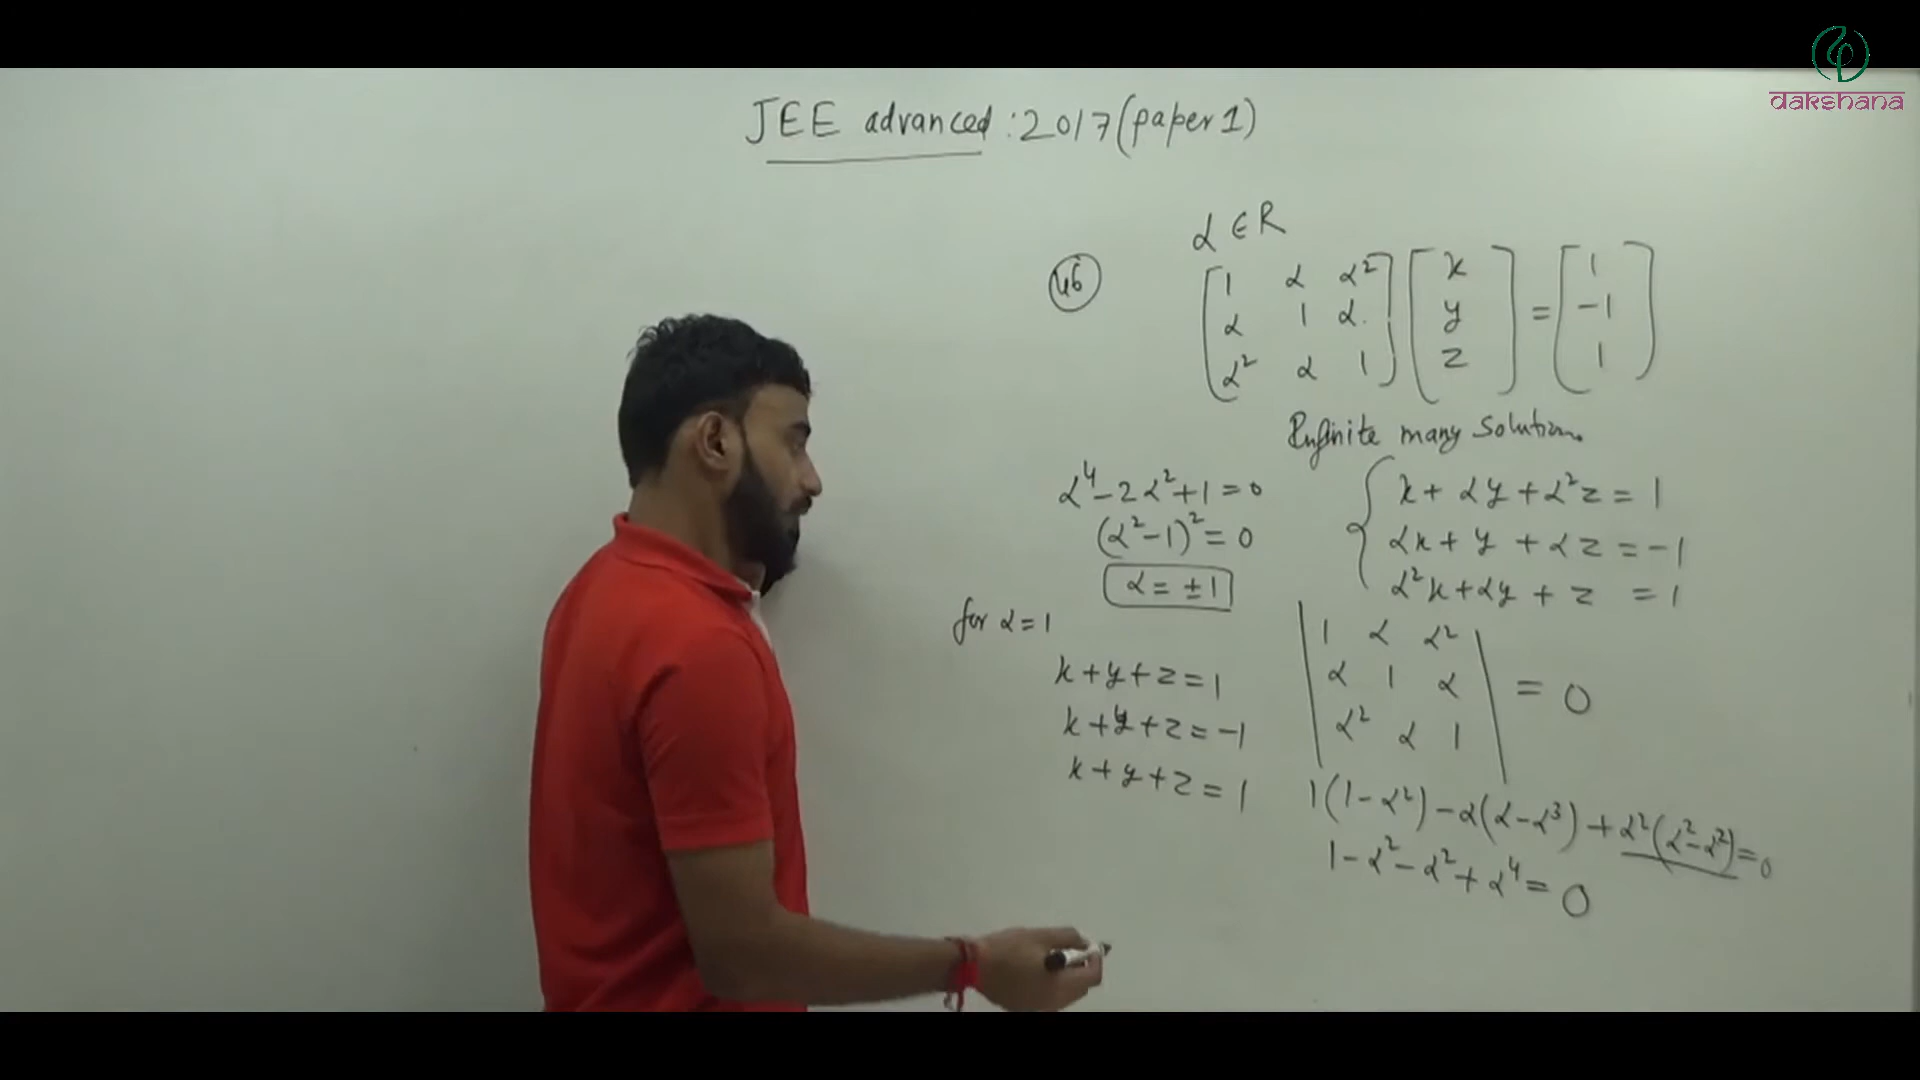 dakshana
JEE advanced : 2017 (paper 1)
α ∈ R
46
[1 α α²] [x] = [1]
[α 1 α] [y] [-1]
[α² α 1] [z] [1]
Infinite many solution.
x + αy + α²z = 1
αx + y + αz = -1
α²x + αy + z = 1
|1 α α²|
|α 1 α| = 0
|α² α 1|
1(1-α²) - α(α-α³) + α²(α²-α²) = 0
1-α²-α²+α⁴ = 0
α⁴-2α²+1=0
(α²-1)²=0
α = ±1
for α=1
x+y+z=1
x+y+z=-1
x+y+z=1